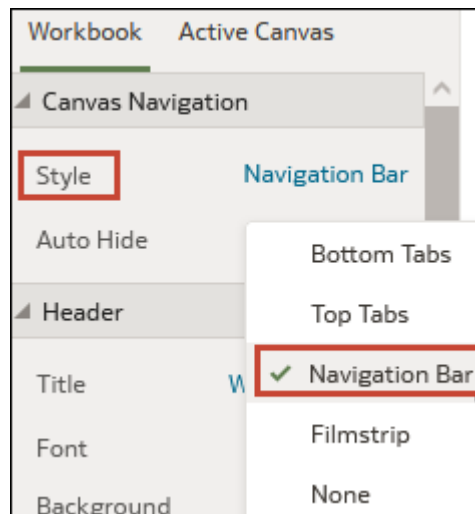 Workbook Active Canvas
Canvas Navigation
Style Navigation Bar
Auto Hide
Bottom Tabs
Header
Top Tabs
Title
Navigation Bar
Font
Filmstrip
Background
None